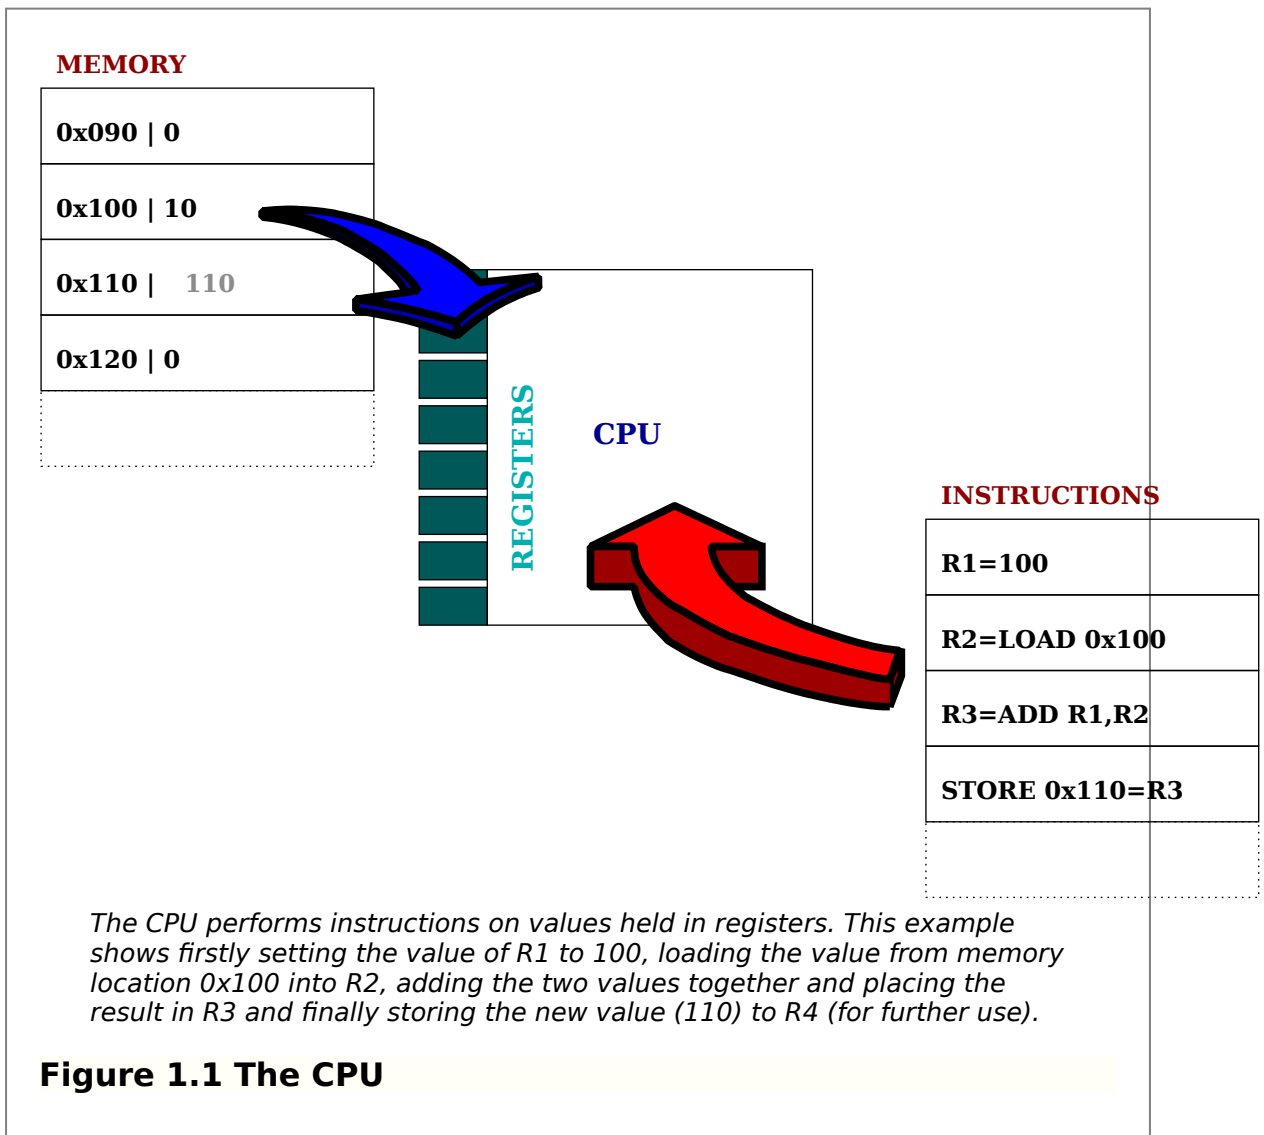 MEMORY
0x090 | 0
0x100 | 10
0x110 | 110
0x120 | 0
REGISTERS
CPU
INSTRUCTIONS
R1=100
R2=LOAD 0x100
R3=ADD R1,R2
STORE 0x110=R3
The CPU performs instructions on values held in registers. This example
shows firstly setting the value of R1 to 100, loading the value from memory
location 0x100 into R2, adding the two values together and placing the
result in R3 and finally storing the new value (110) to R4 (for further use).
Figure 1.1 The CPU